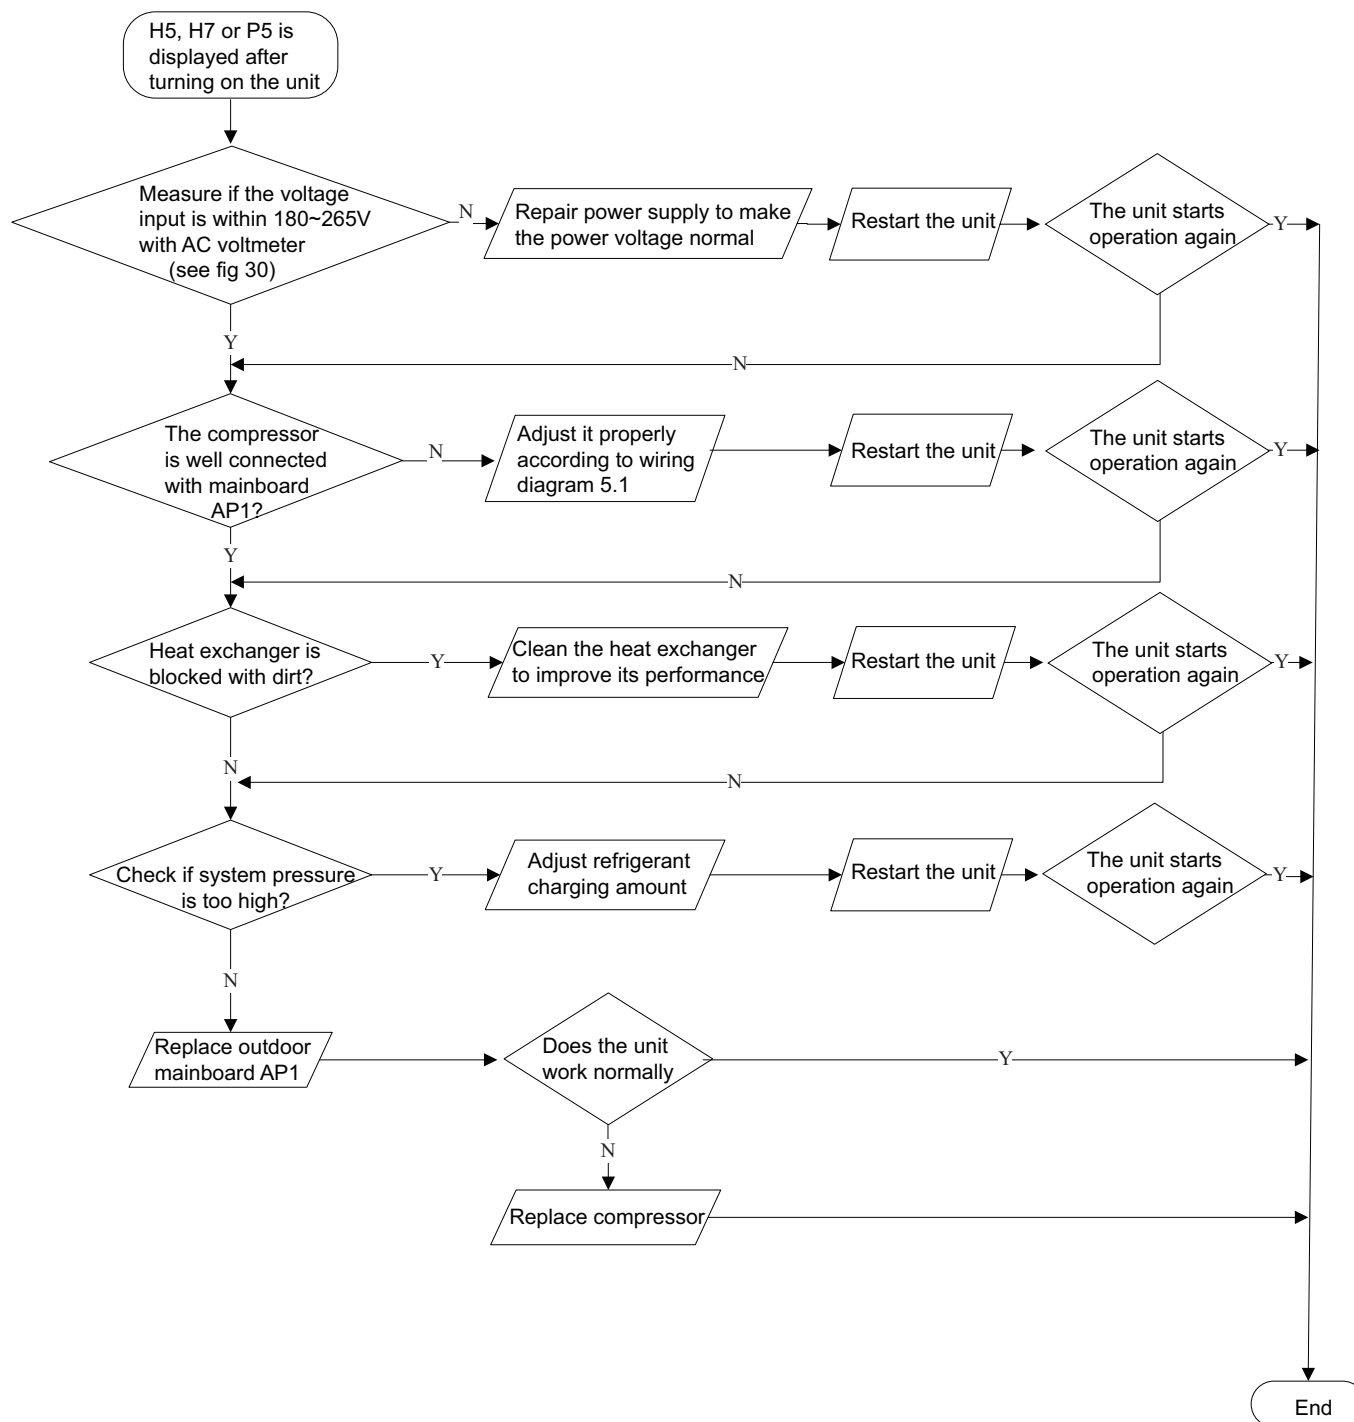 H5, H7 or P5 is
displayed after
turning on the unit
Measure if the voltage
input is within 180~265V
with AC voltmeter
(see fig 30)
N
Repair power supply to make
the power voltage normal
Restart the unit
The unit starts
operation again
Y
Y
N
The compressor
is well connected
with mainboard
AP1?
N
Adjust it properly
according to wiring
diagram 5.1
Restart the unit
The unit starts
operation again
Y
Y
N
Heat exchanger is
blocked with dirt?
Y
Clean the heat exchanger
to improve its performance
Restart the unit
The unit starts
operation again
Y
N
N
Check if system pressure
is too high?
Y
Adjust refrigerant
charging amount
Restart the unit
The unit starts
operation again
Y
N
Replace outdoor
mainboard AP1
Does the unit
work normally
Y
N
Replace compressor
End